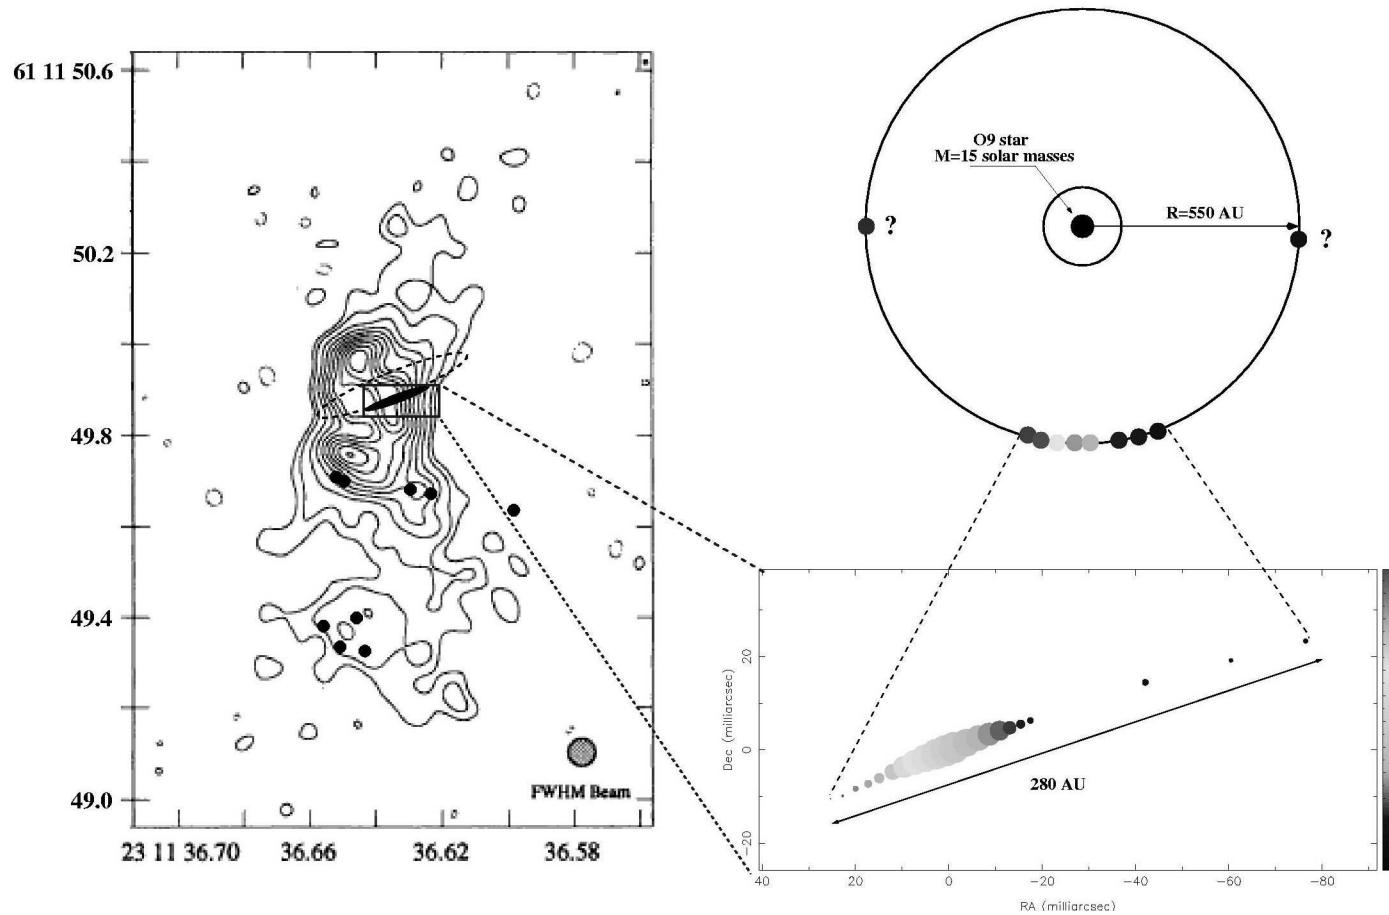 61 11 50.6
50.2
49.8
49.4
49.0
23 11 36.70
36.66
36.62
36.58
FWHM Beam
O9 star
M=15 solar masses
R=550 AU
?
?
280 AU
Dec (milliarcsec)
20
0
−20
40
20
0
−20
−40
−60
−80
RA (milliarcsec)